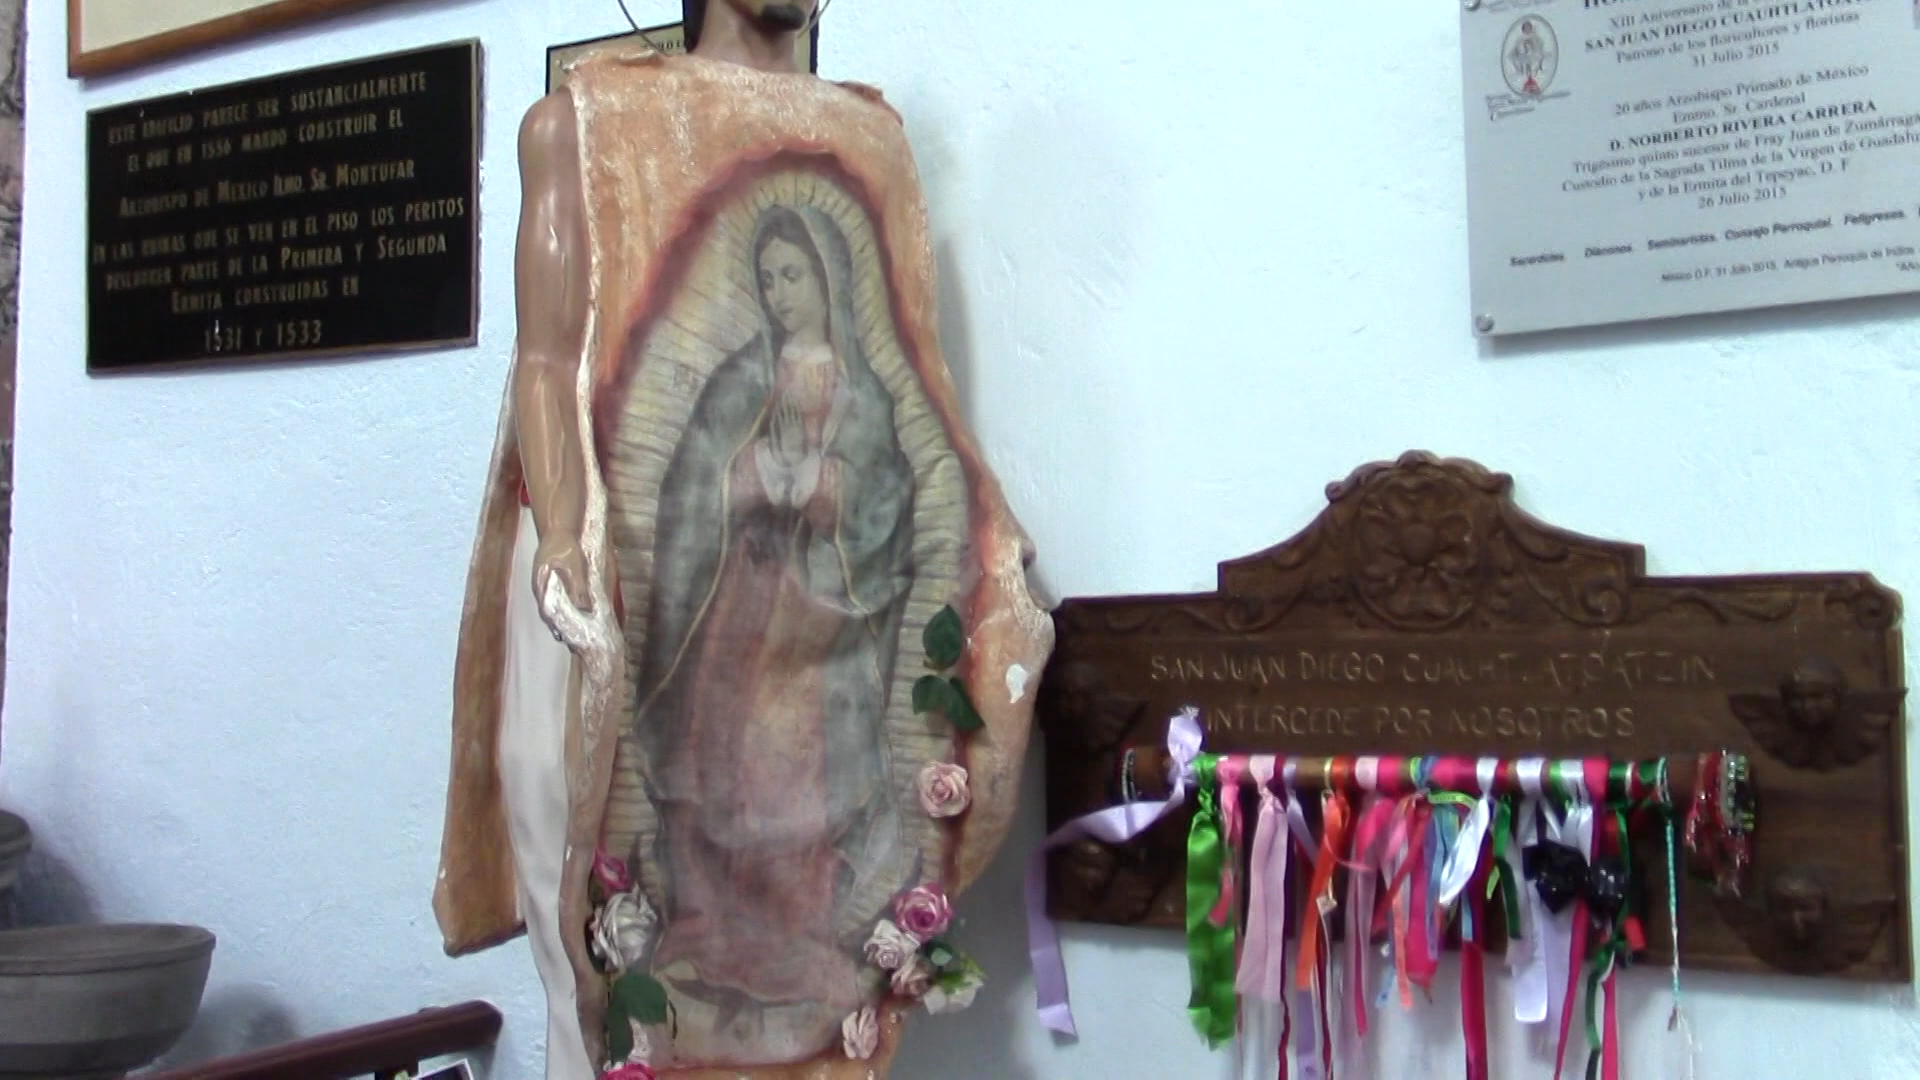 ESTE EDIFICIO PARECE SER SUSTANCIALMENTE
EL QUE EN 1556 MANDO CONSTRUIR EL
ARZOBISPO DE MEXICO ILMO. SR. MONTUFAR
EN LAS RUINAS QUE SE VEN EN EL PISO LOS PERITOS
DESCUBREN PARTE DE LA PRIMERA Y SEGUNDA
ERMITA CONSTRUIDAS EN
1531 Y 1533
XIII Aniversario de la
SAN JUAN DIEGO CUAUHTLATOATZ
Patrono de los floricultores y floristas
31 Julio 2015
20 años Arzobispo Primado de México
Emmo. Sr. Cardenal
D. NORBERTO RIVERA CARRERA
Trigésimo quinto sucesor de Fray Juan de Zumárraga
Custodio de la Sagrada Tilma de la Virgen de Guadalu
y de la Ermita del Tepeyac, D. F
26 Julio 2015
Sacerdotes. Diáconos. Seminaristas. Consejo Parroquial. Feligreses.
México D.F. 31 Julio 2015. Antigua Parroquia de Indios
SAN JUAN DIEGO CUAUHTLATOATZIN
INTERCEDE POR NOSOTROS